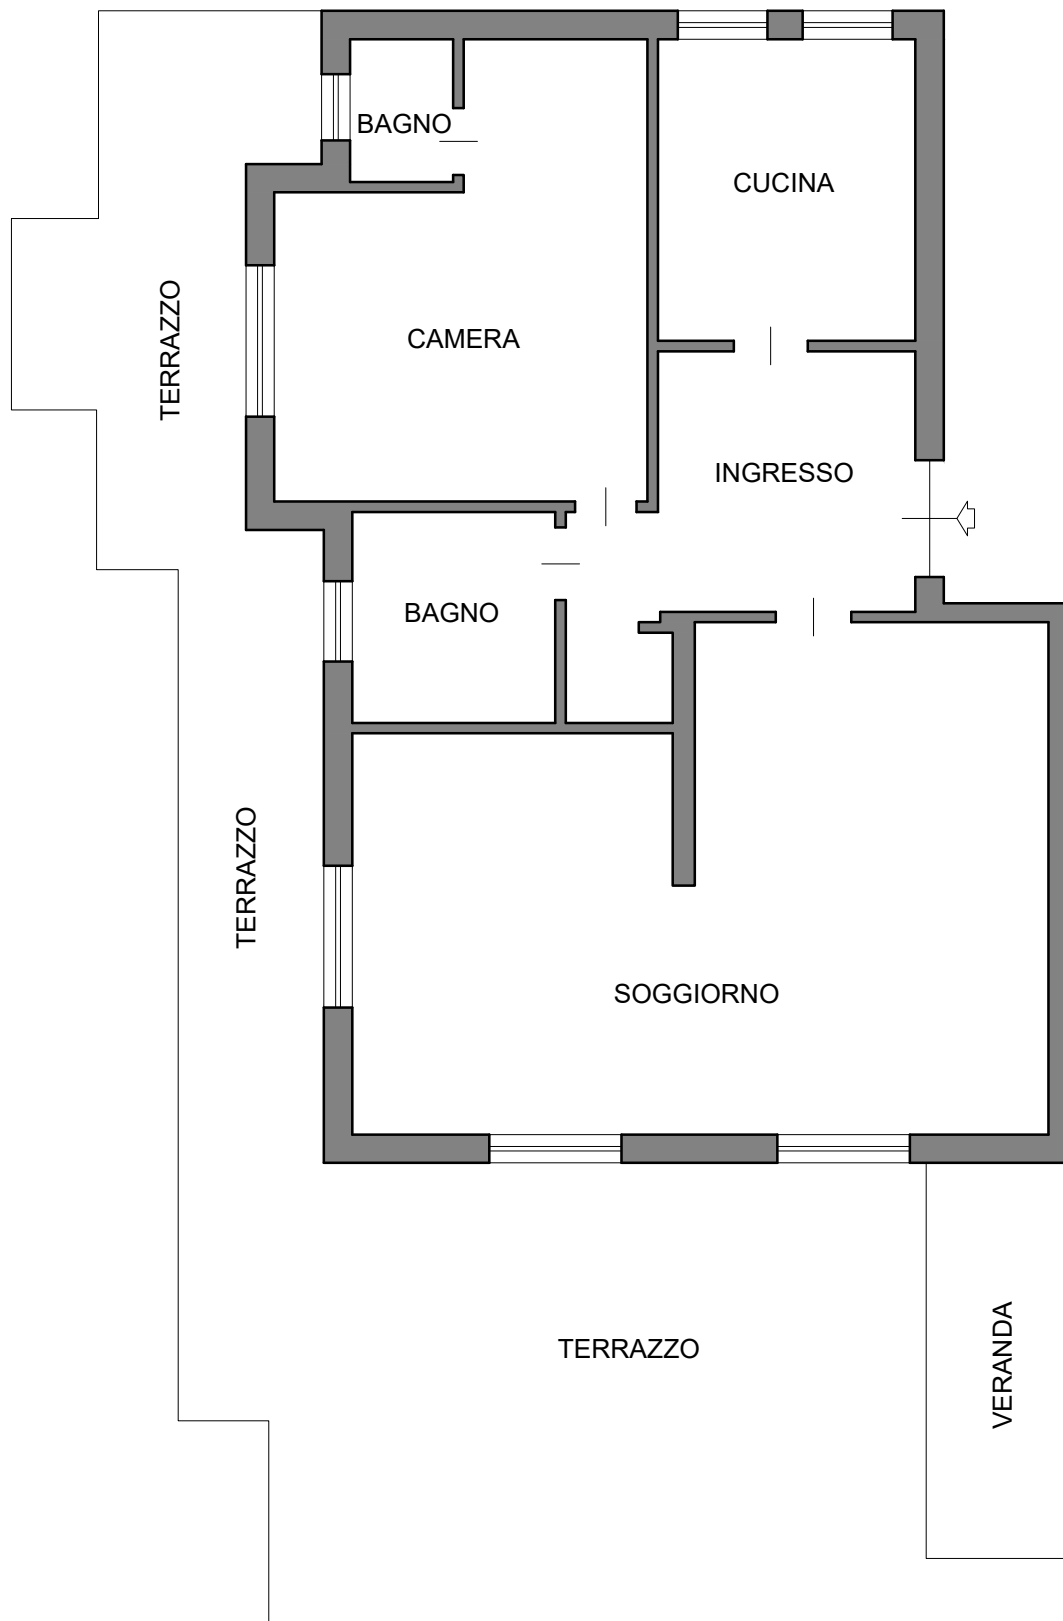 BAGNO
CUCINA
TERRAZZO
CAMERA
INGRESSO
BAGNO
TERRAZZO
SOGGIORNO
TERRAZZO
VERANDA